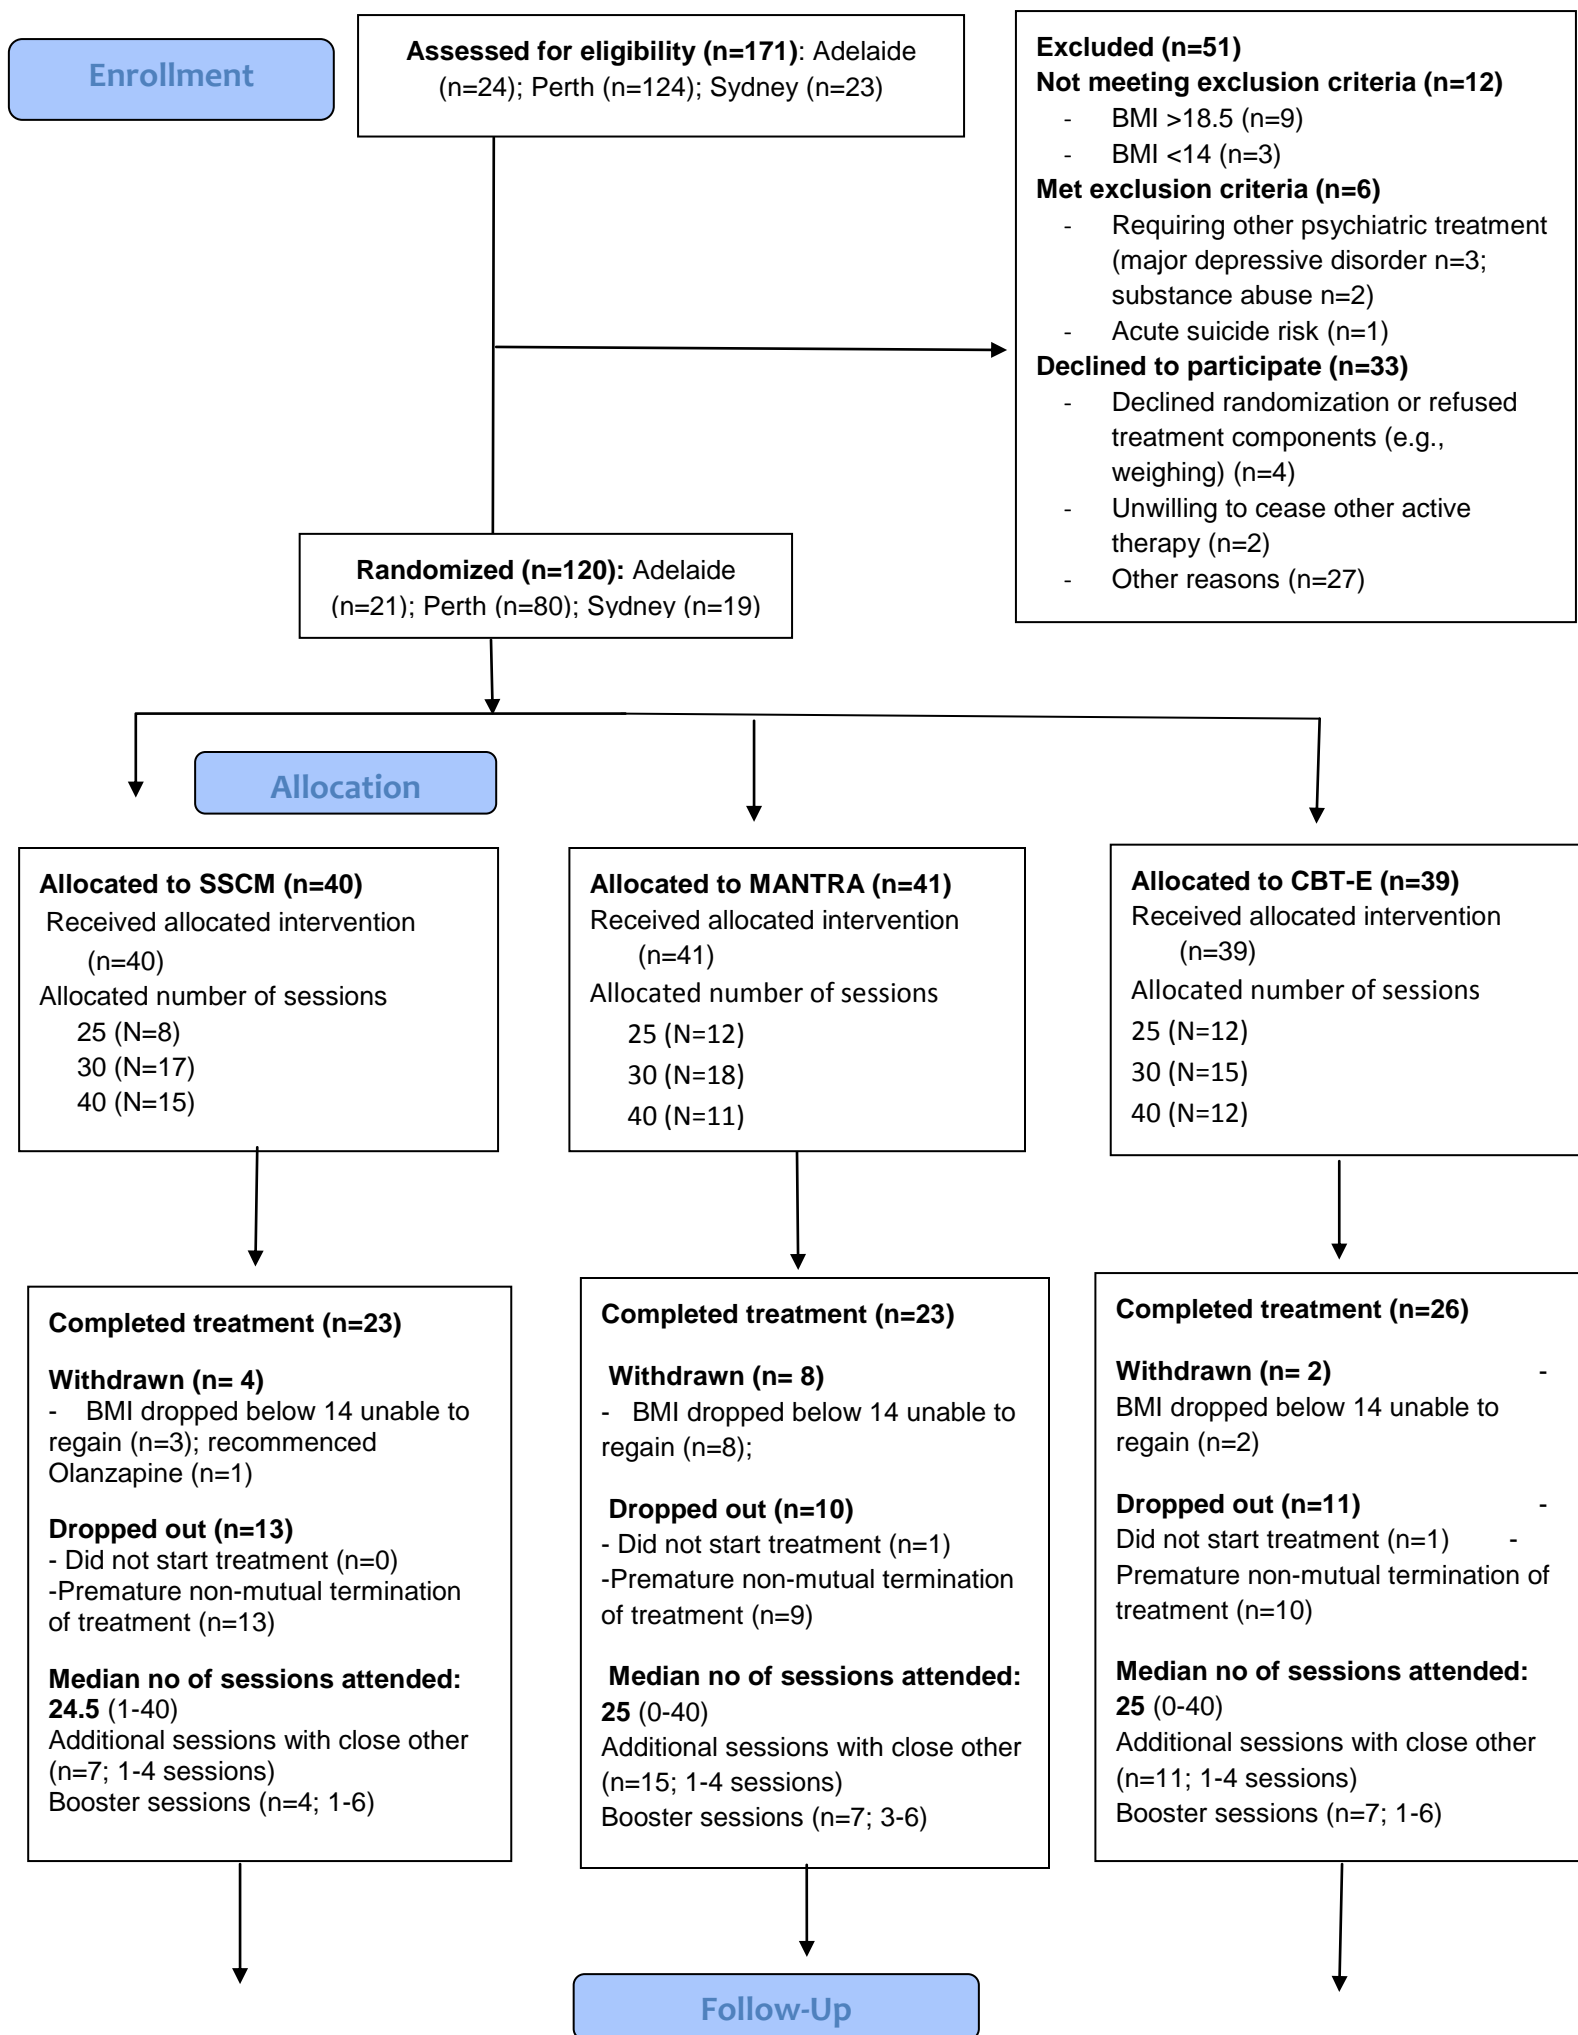 Enrollment
Assessed for eligibility (n=171): Adelaide
(n=24); Perth (n=124); Sydney (n=23)
Excluded (n=51)
Not meeting exclusion criteria (n=12)
- BMI >18.5 (n=9)
- BMI <14 (n=3)
Met exclusion criteria (n=6)
- Requiring other psychiatric treatment
(major depressive disorder n=3;
substance abuse n=2)
- Acute suicide risk (n=1)
Declined to participate (n=33)
- Declined randomization or refused
treatment components (e.g.,
weighing) (n=4)
- Unwilling to cease other active
therapy (n=2)
- Other reasons (n=27)
Randomized (n=120): Adelaide
(n=21); Perth (n=80); Sydney (n=19)
Allocation
Allocated to SSCM (n=40)
Received allocated intervention
(n=40)
Allocated number of sessions
25 (N=8)
30 (N=17)
40 (N=15)
Allocated to MANTRA (n=41)
Received allocated intervention
(n=41)
Allocated number of sessions
25 (N=12)
30 (N=18)
40 (N=11)
Allocated to CBT-E (n=39)
Received allocated intervention
(n=39)
Allocated number of sessions
25 (N=12)
30 (N=15)
40 (N=12)
Completed treatment (n=23)
Withdrawn (n= 4)
- BMI dropped below 14 unable to
regain (n=3); recommenced
Olanzapine (n=1)
Dropped out (n=13)
- Did not start treatment (n=0)
-Premature non-mutual termination
of treatment (n=13)
Median no of sessions attended:
24.5 (1-40)
Additional sessions with close other
(n=7; 1-4 sessions)
Booster sessions (n=4; 1-6)
Completed treatment (n=23)
Withdrawn (n= 8)
- BMI dropped below 14 unable to
regain (n=8);
Dropped out (n=10)
- Did not start treatment (n=1)
-Premature non-mutual termination
of treatment (n=9)
Median no of sessions attended:
25 (0-40)
Additional sessions with close other
(n=15; 1-4 sessions)
Booster sessions (n=7; 3-6)
Completed treatment (n=26)
Withdrawn (n= 2) -
BMI dropped below 14 unable to
regain (n=2)
Dropped out (n=11) -
Did not start treatment (n=1) -
Premature non-mutual termination of
treatment (n=10)
Median no of sessions attended:
25 (0-40)
Additional sessions with close other
(n=11; 1-4 sessions)
Booster sessions (n=7; 1-6)
Follow-Up